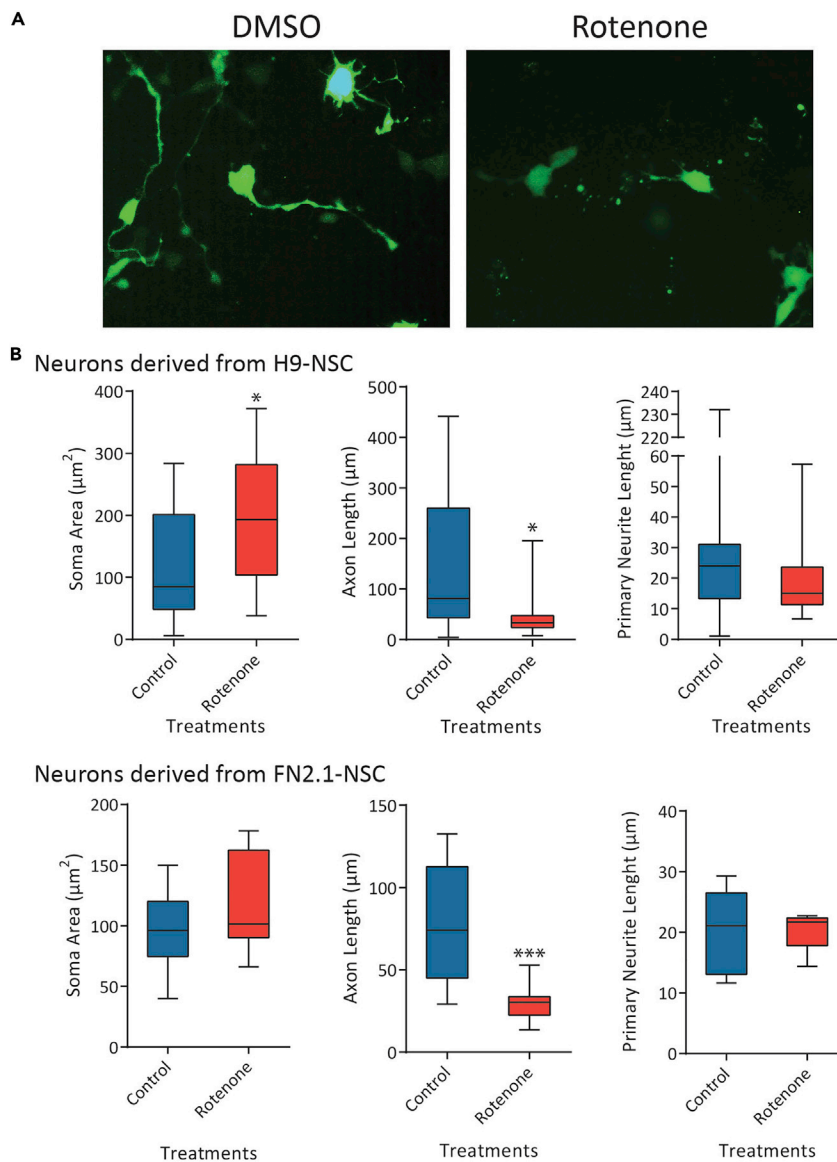 A
DMSO
Rotenone
B
Neurons derived from H9-NSC
Soma Area (µm²)
400
300
200
100
0
*
Control
Rotenone
Treatments
Axon Length (µm)
500
400
300
200
100
0
*
Control
Rotenone
Treatments
Primary Neurite Lenght (µm)
240
230
220
60
50
40
30
20
10
0
Control
Rotenone
Treatments
Neurons derived from FN2.1-NSC
Soma Area (µm²)
200
150
100
50
0
Control
Rotenone
Treatments
Axon Length (µm)
150
100
50
0
***
Control
Rotenone
Treatments
Primary Neurite Lenght (µm)
40
30
20
10
0
Control
Rotenone
Treatments